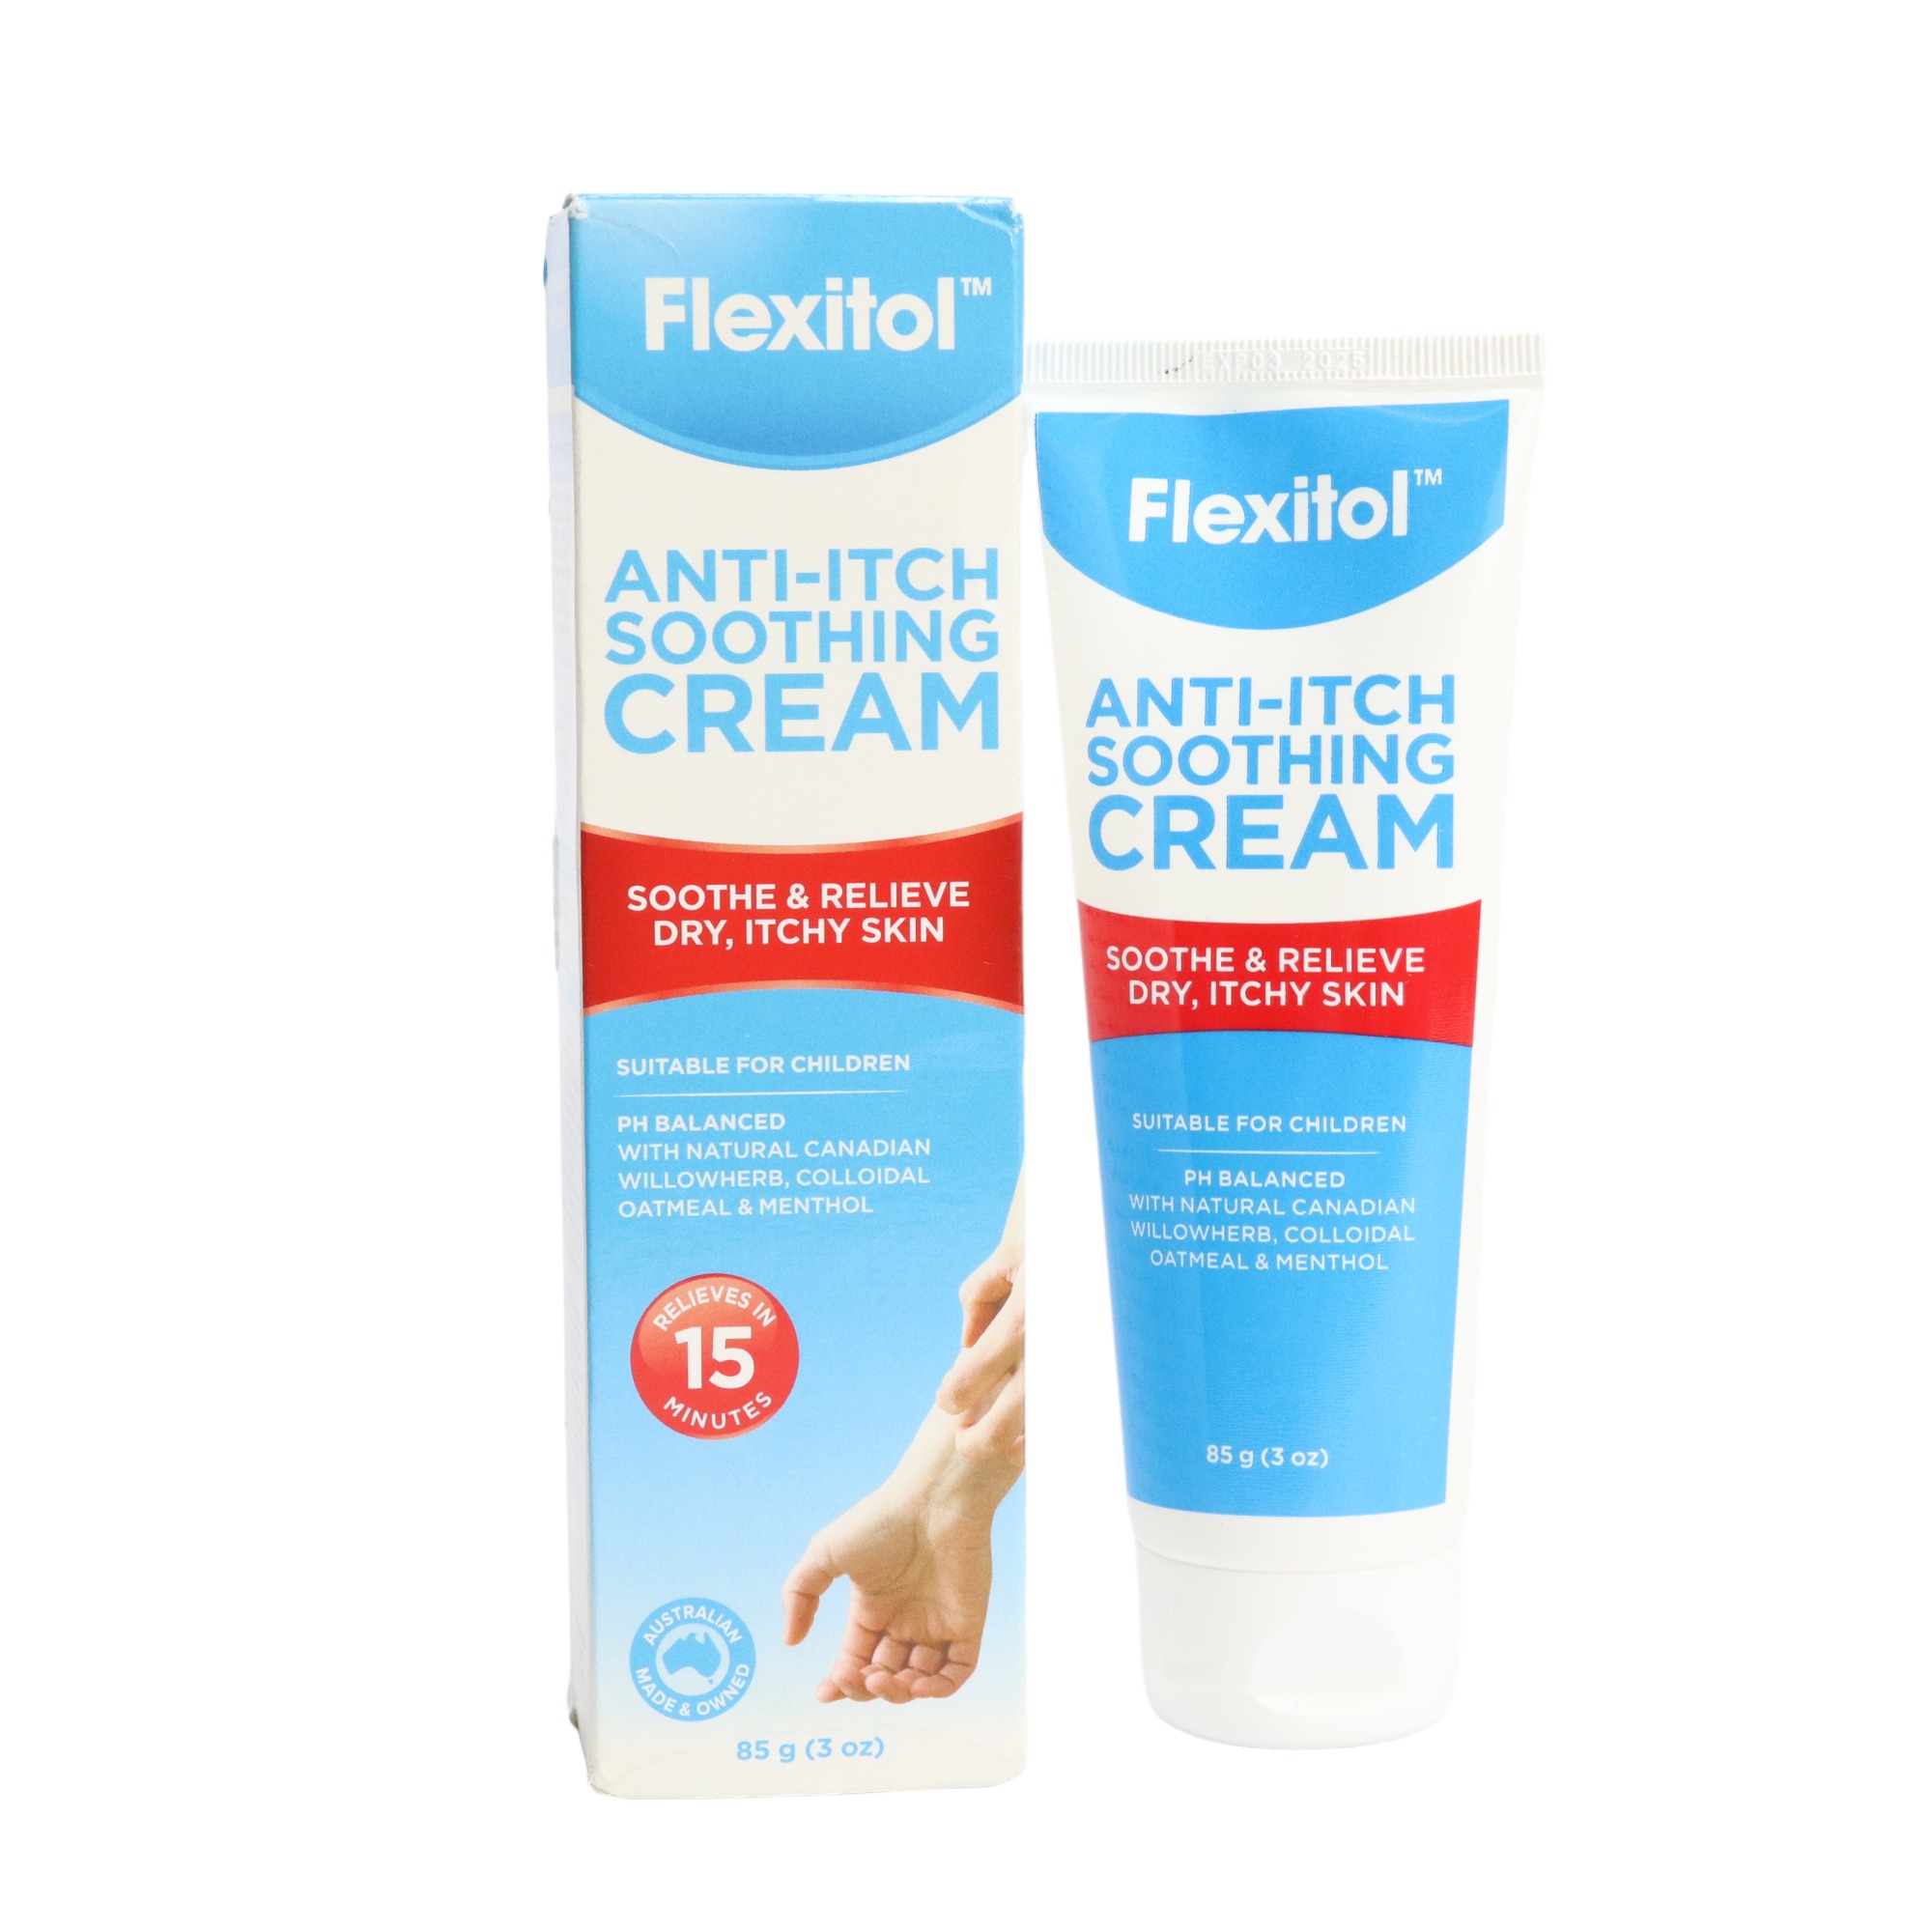 Flexitol™
ANTI-ITCH
SOOTHING
CREAM
SOOTHE & RELIEVE
DRY, ITCHY SKIN
SUITABLE FOR CHILDREN
PH BALANCED
WITH NATURAL CANADIAN
WILLOWHERB, COLLOIDAL
OATMEAL & MENTHOL
RELIEVES IN
15
MINUTES
AUSTRALIAN
MADE & OWNED
85 g (3 oz)
EXP03 2025
Flexitol™
ANTI-ITCH
SOOTHING
CREAM
SOOTHE & RELIEVE
DRY, ITCHY SKIN
SUITABLE FOR CHILDREN
PH BALANCED
WITH NATURAL CANADIAN
WILLOWHERB, COLLOIDAL
OATMEAL & MENTHOL
85 g (3 oz)